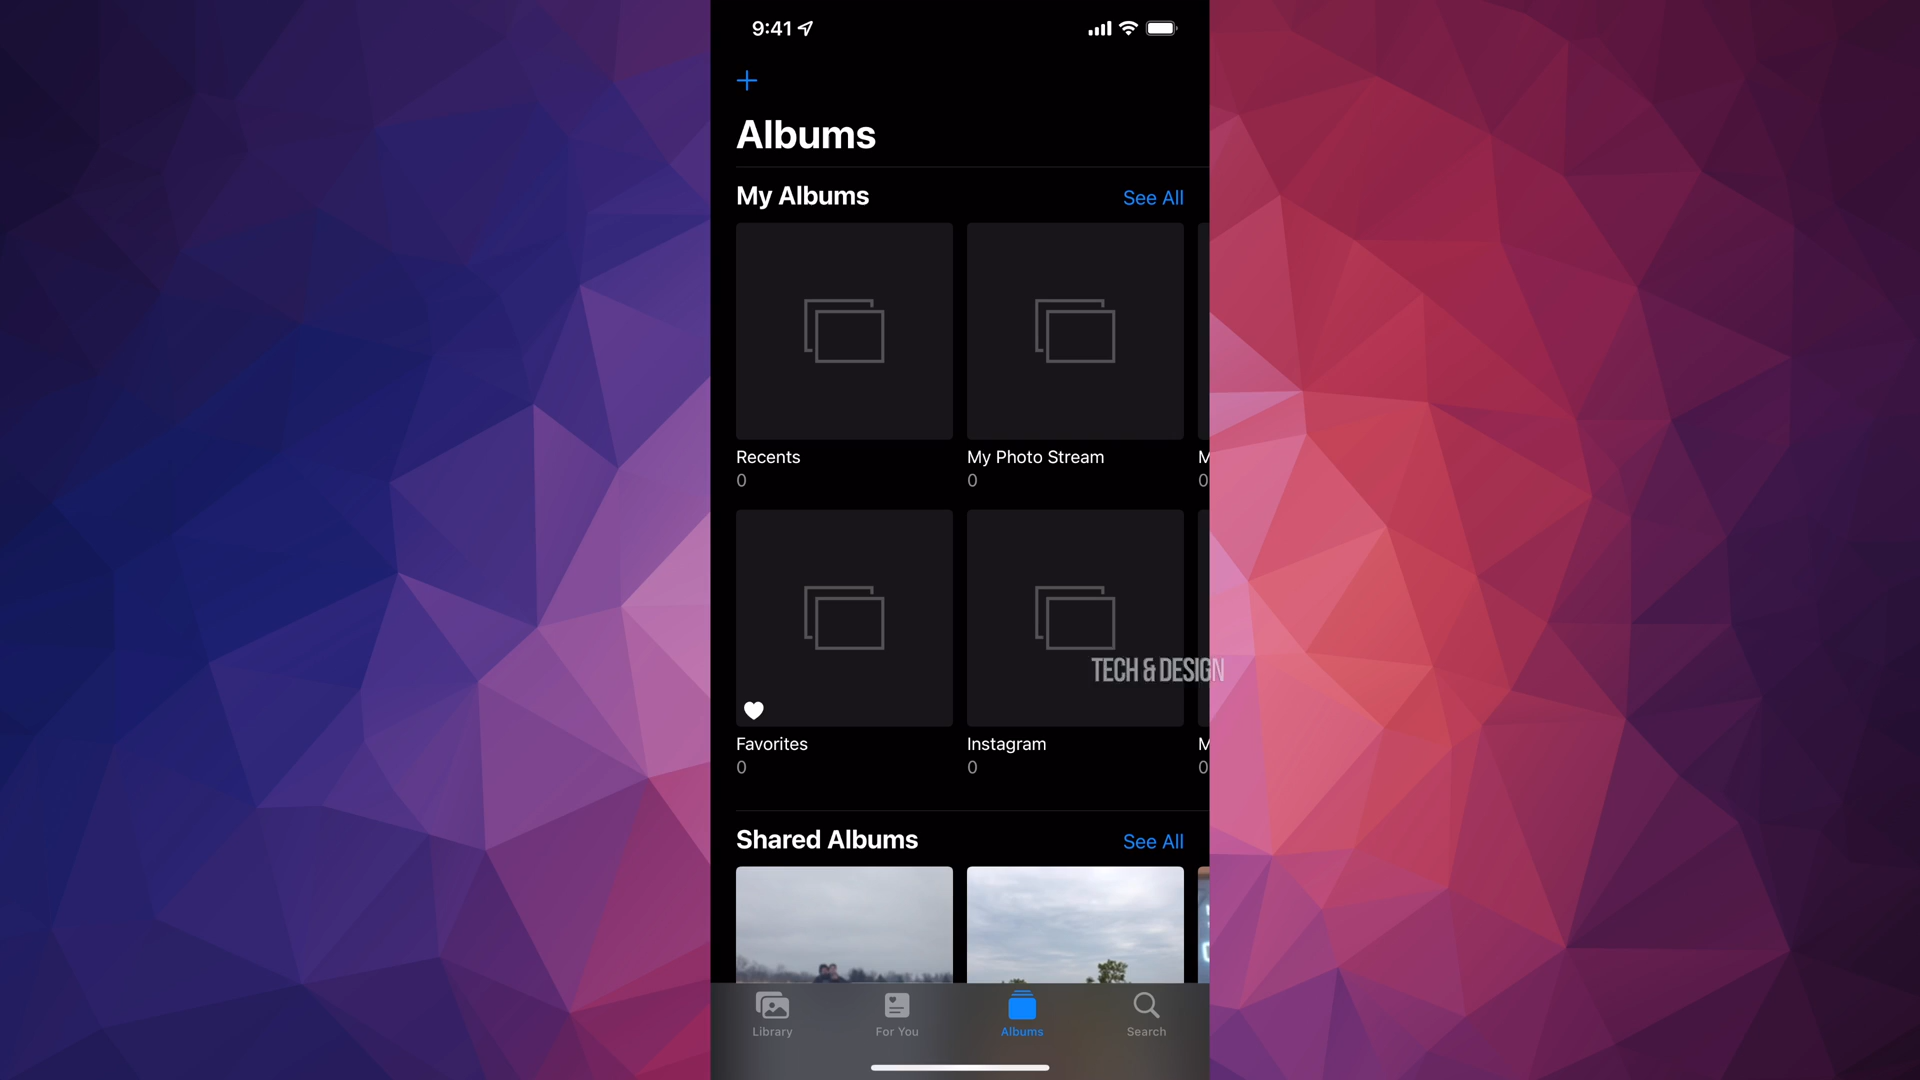 9:41
Albums
My Albums
See All
Recents
0
My Photo Stream
0
M
0
TECH & DESIGN
Favorites
0
Instagram
0
M
0
Shared Albums
See All
Library
For You
Albums
Search